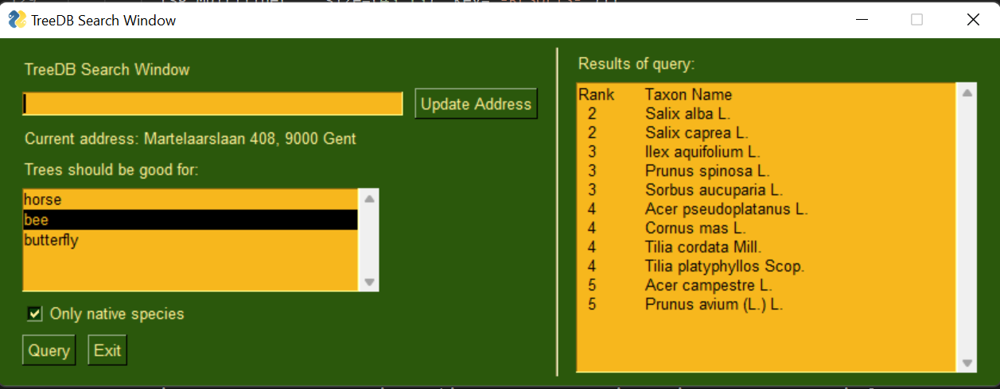 TreeDB Search Window
TreeDB Search Window
Update Address
Current address: Martelaarslaan 408, 9000 Gent
Trees should be good for:
horse
bee
butterfly
Only native species
Query Exit
Results of query:
Rank Taxon Name
2 Salix alba L.
2 Salix caprea L.
3 Ilex aquifolium L.
3 Prunus spinosa L.
3 Sorbus aucuparia L.
4 Acer pseudoplatanus L.
4 Cornus mas L.
4 Tilia cordata Mill.
4 Tilia platyphyllos Scop.
5 Acer campestre L.
5 Prunus avium (L.) L.